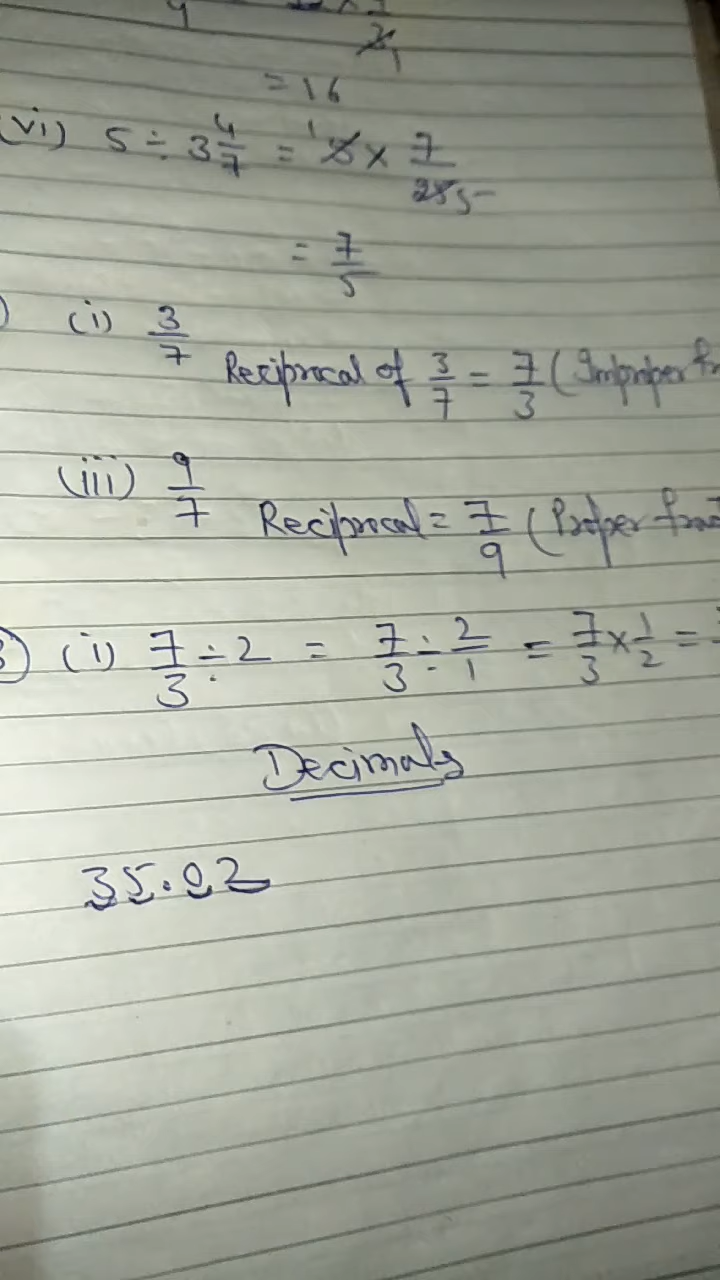 = 16
(vi) 5 ÷ 3 4/7 = 5 × 7/25
= 7/5
(i) 3/7
Reciprocal of 3/7 = 7/3 (Improper
(iii) 9/7
Reciprocal = 7/9 (Proper
(i) 7/3 ÷ 2 = 7/3 ÷ 2/1 = 7/3 × 1/2 =
Decimals
35.02